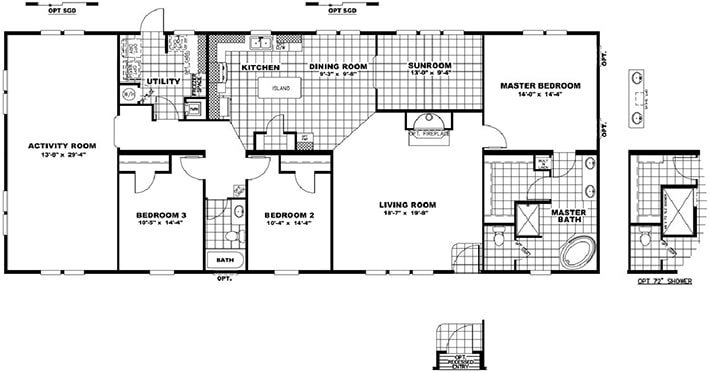 OPT SGD
OPT SGD
UTILITY
FREEZER SPACE
KITCHEN
ISLAND
DINING ROOM
9'-3" x 9'-8"
SUNROOM
13'-0" x 9'-4"
MASTER BEDROOM
14'-0" x 14'-4"
OPT.
OPT.
ACTIVITY ROOM
13'-8" x 29'-4"
OPT. FIREPLACE
BEDROOM 3
10'-5" x 14'-4"
BEDROOM 2
10'-4" x 14'-4"
LIVING ROOM
18'-7" x 19'-8"
MASTER
BATH
BATH
OPT.
OPT 72" SHOWER
OPT.
RECESSED
ENTRY